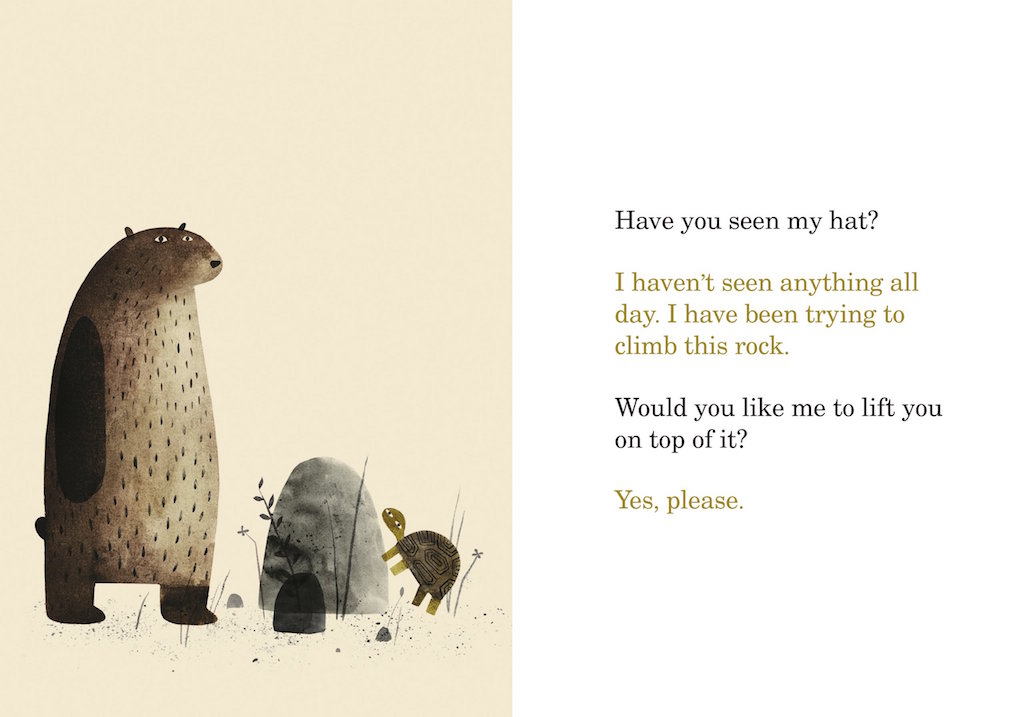 Have you seen my hat?
I haven’t seen anything all
day. I have been trying to
climb this rock.
Would you like me to lift you
on top of it?
Yes, please.